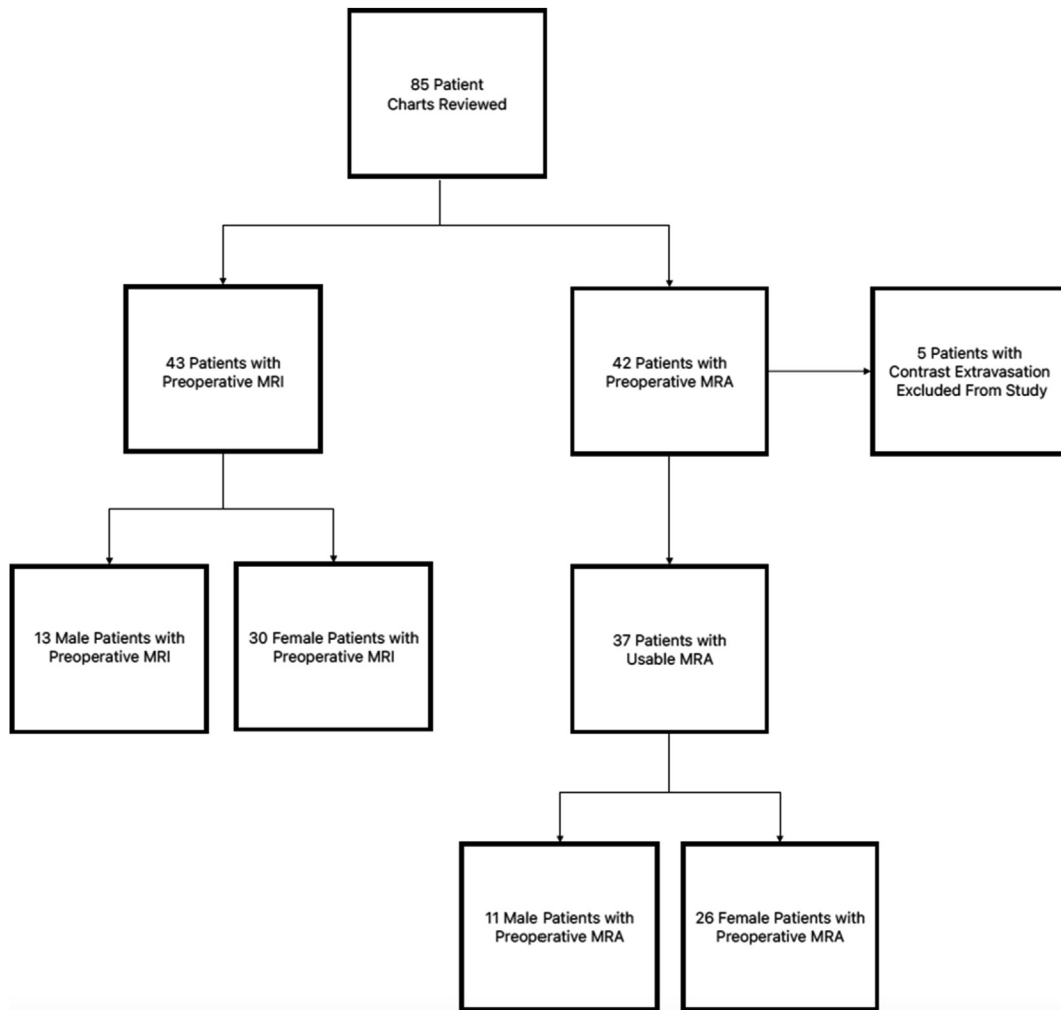 85 Patient
Charts Reviewed
43 Patients with
Preoperative MRI
42 Patients with
Preoperative MRA
5 Patients with
Contrast Extravasation
Excluded From Study
13 Male Patients with
Preoperative MRI
30 Female Patients with
Preoperative MRI
37 Patients with
Usable MRA
11 Male Patients with
Preoperative MRA
26 Female Patients with
Preoperative MRA